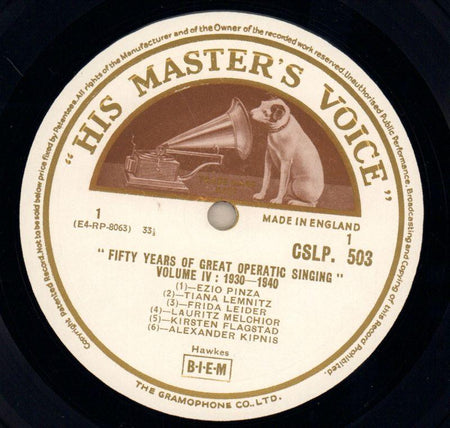 All rights of the Manufacturer and of the Owner of the recorded work reserved. Unauthorised Public Performance, Broadcasting and Copying of this Record Prohibited.
Copyright. Patented Record. Not to be sold below price fixed by Patentees.
"HIS MASTER'S VOICE"
MADE IN ENGLAND
1
(E4-RP-8063) 33⅓
1
CSLP. 503
"FIFTY YEARS OF GREAT OPERATIC SINGING"
VOLUME IV : 1930—1940
(1)—EZIO PINZA
(2)—TIANA LEMNITZ
(3)—FRIDA LEIDER
(4)—LAURITZ MELCHIOR
(5)—KIRSTEN FLAGSTAD
(6)—ALEXANDER KIPNIS
Hawkes
B·I·E·M
THE GRAMOPHONE CO., LTD.